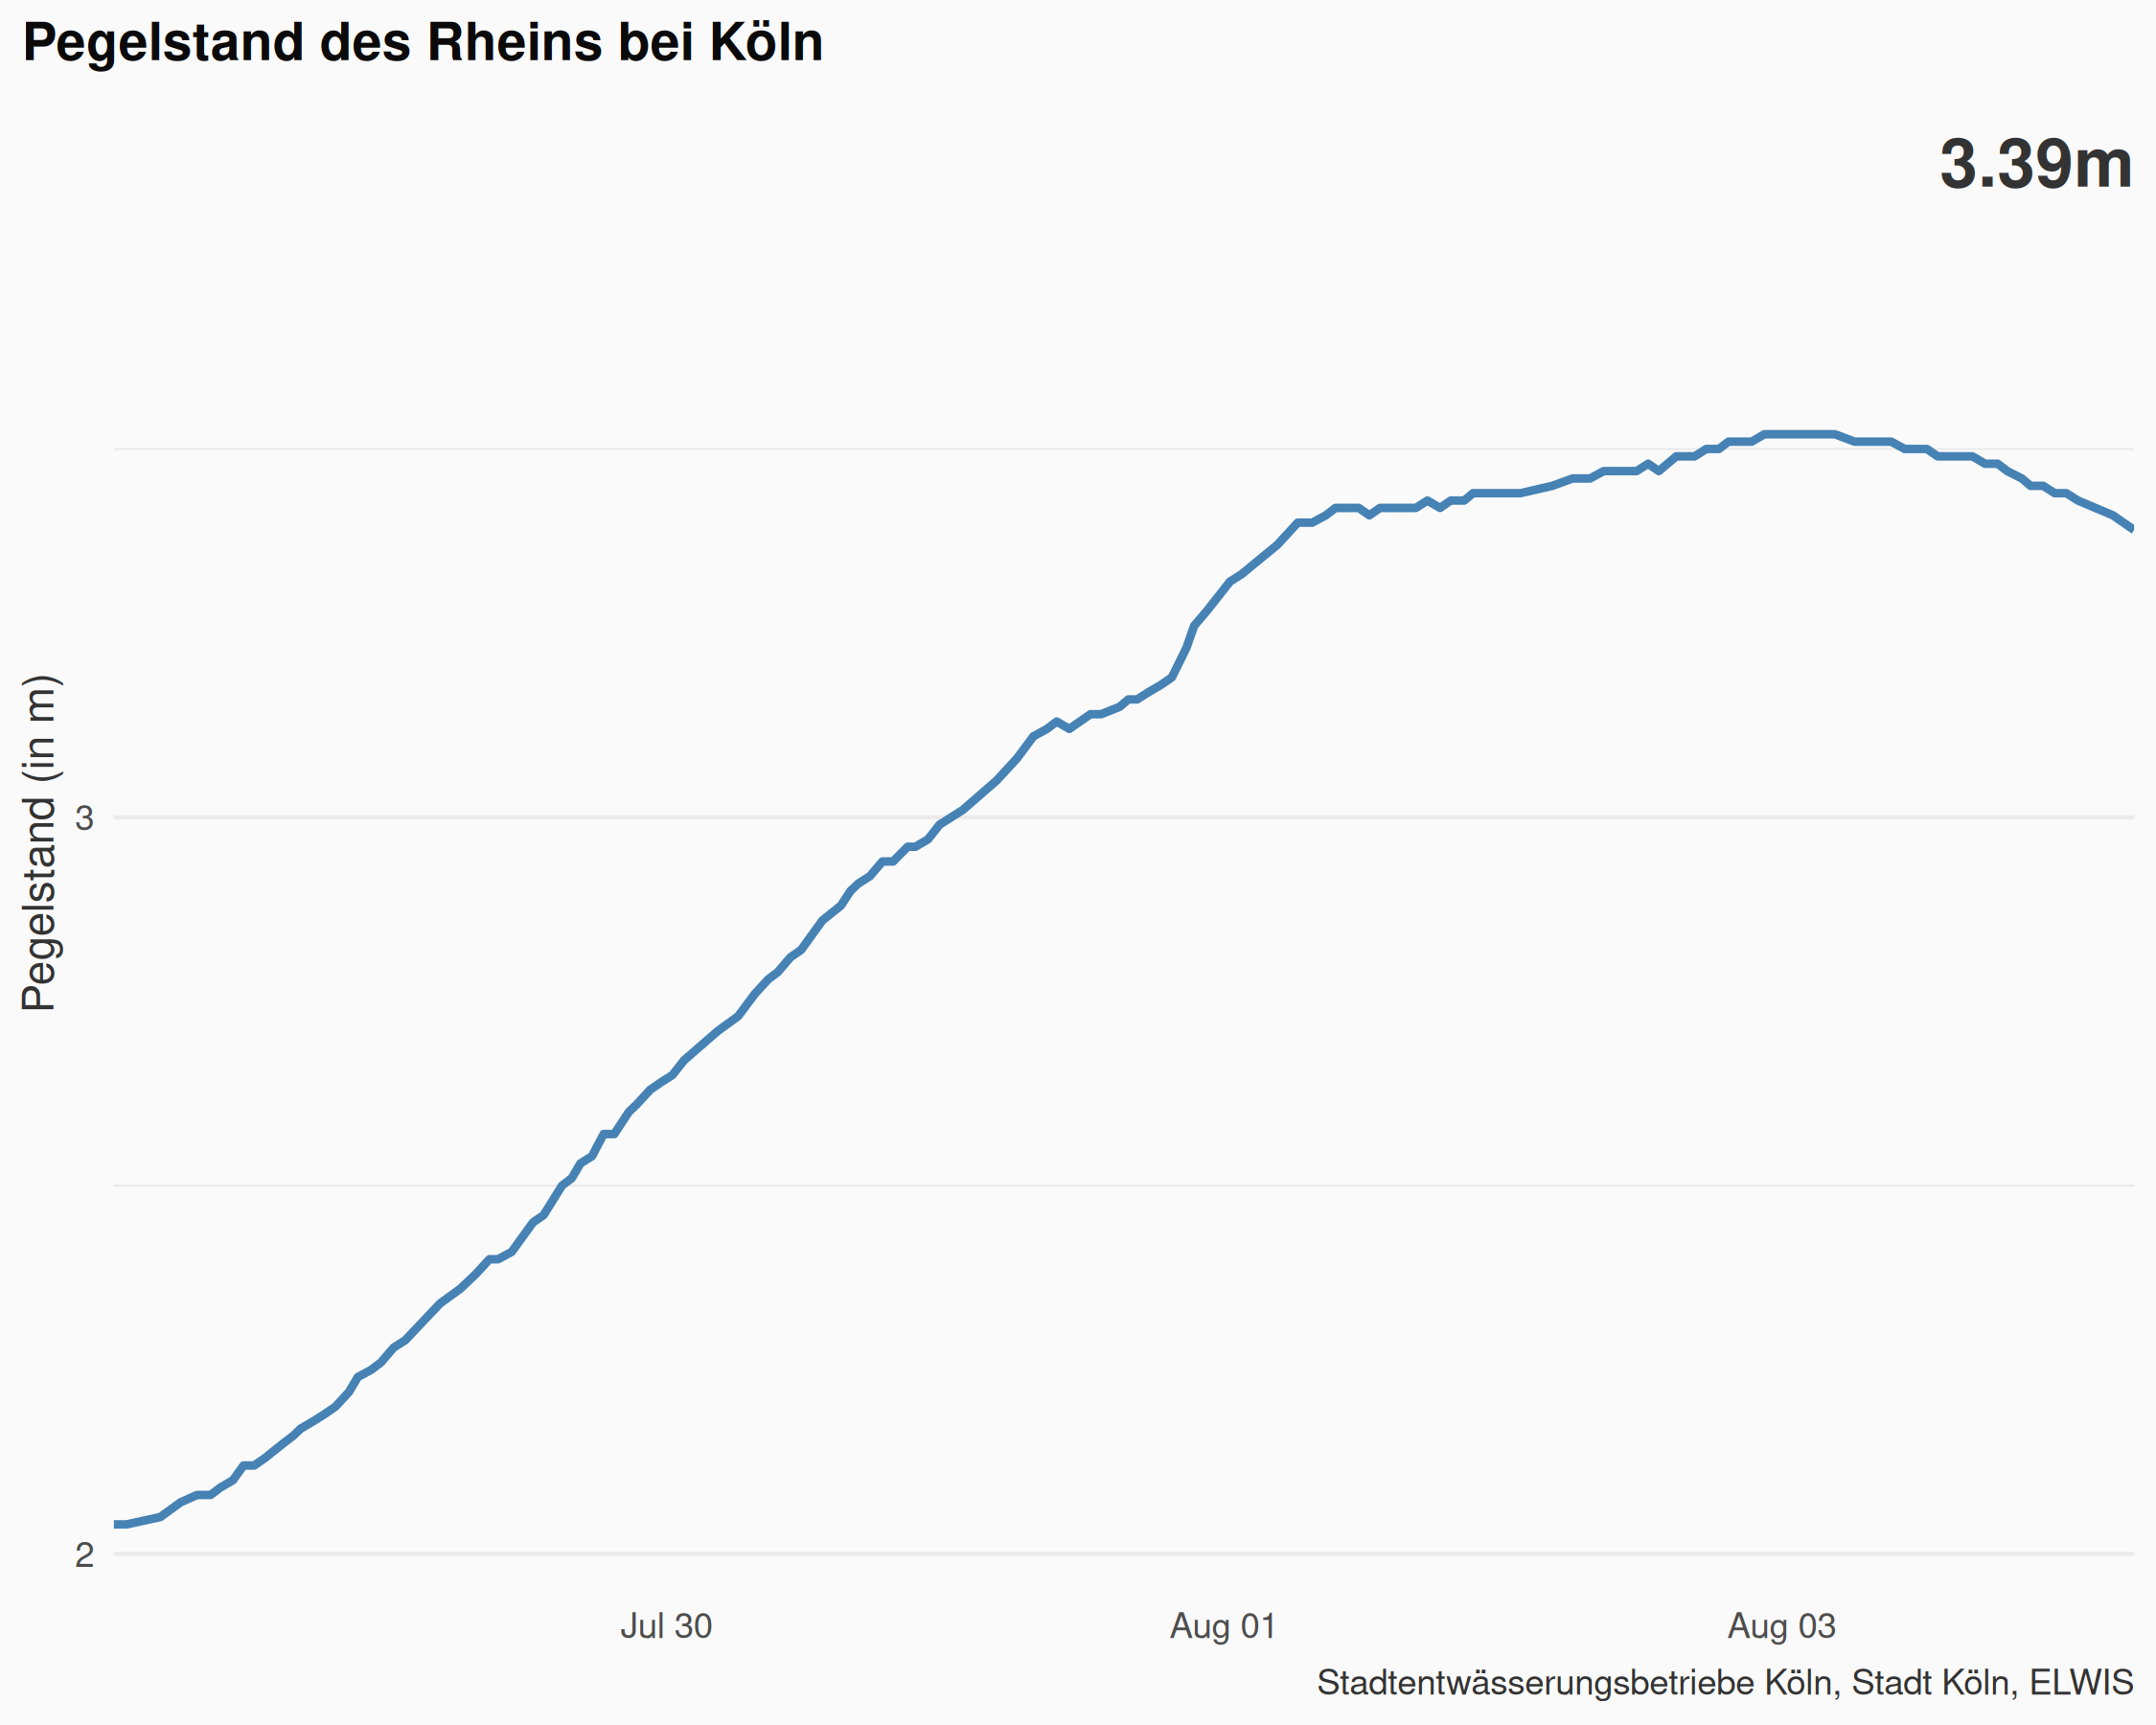 Pegelstand des Rheins bei Köln
3.39m
Pegelstand (in m)
3
2
Jul 30
Aug 01
Aug 03
Stadtentwässerungsbetriebe Köln, Stadt Köln, ELWIS